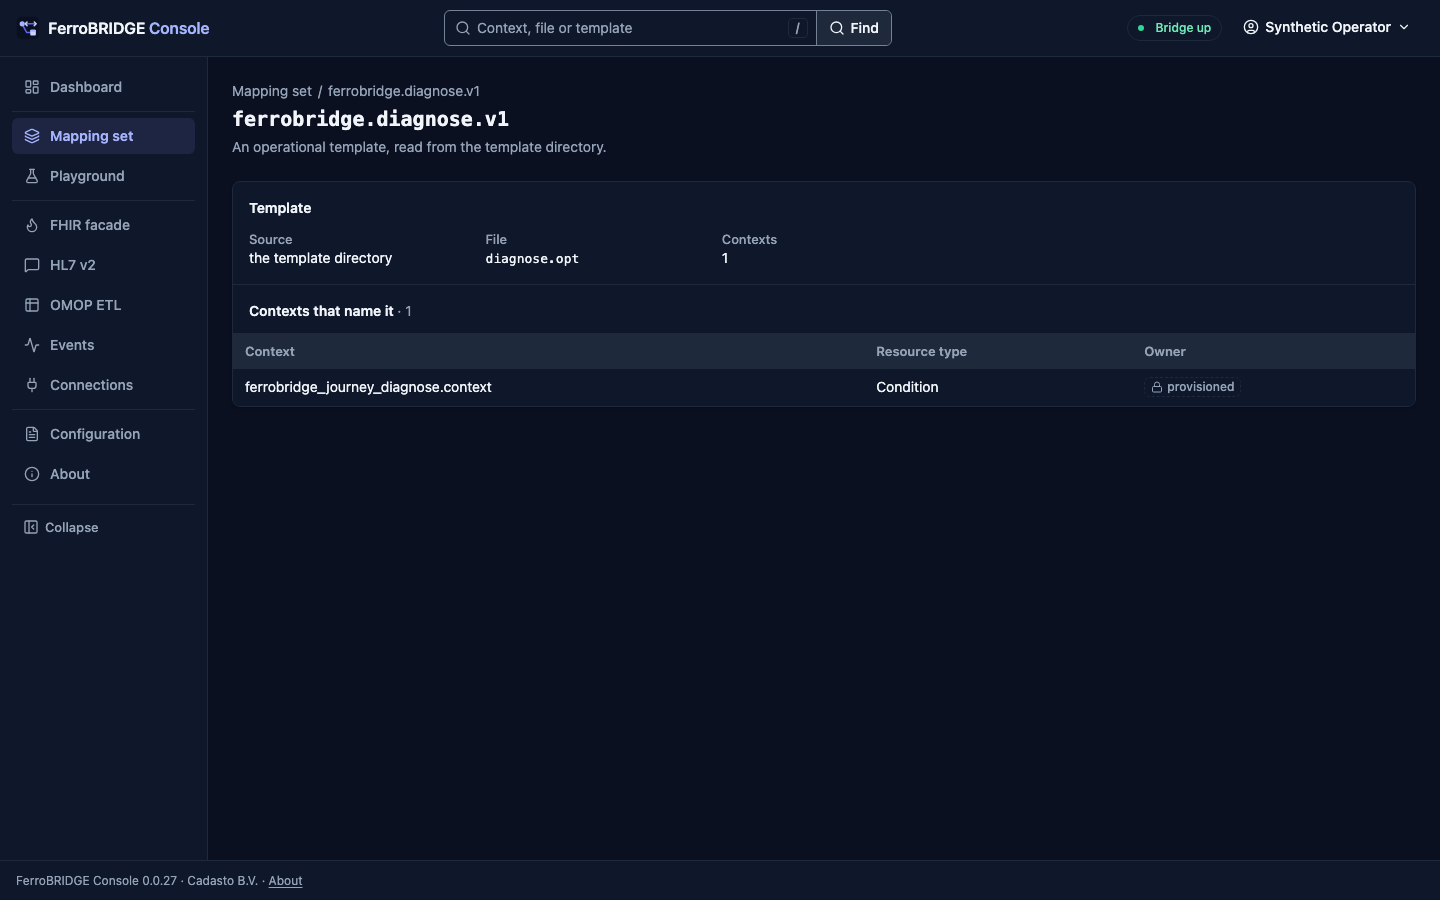 FerroBRIDGE Console
Context, file or template
/
Find
Bridge up
Synthetic Operator
Dashboard
Mapping set
Playground
FHIR facade
HL7 v2
OMOP ETL
Events
Connections
Configuration
About
Collapse
Mapping set / ferrobridge.diagnose.v1
ferrobridge.diagnose.v1
An operational template, read from the template directory.
Template
Source File Contexts
the template directory diagnose.opt 1
Contexts that name it · 1
Context Resource type Owner
ferrobridge_journey_diagnose.context Condition provisioned
FerroBRIDGE Console 0.0.27 · Cadasto B.V. · About